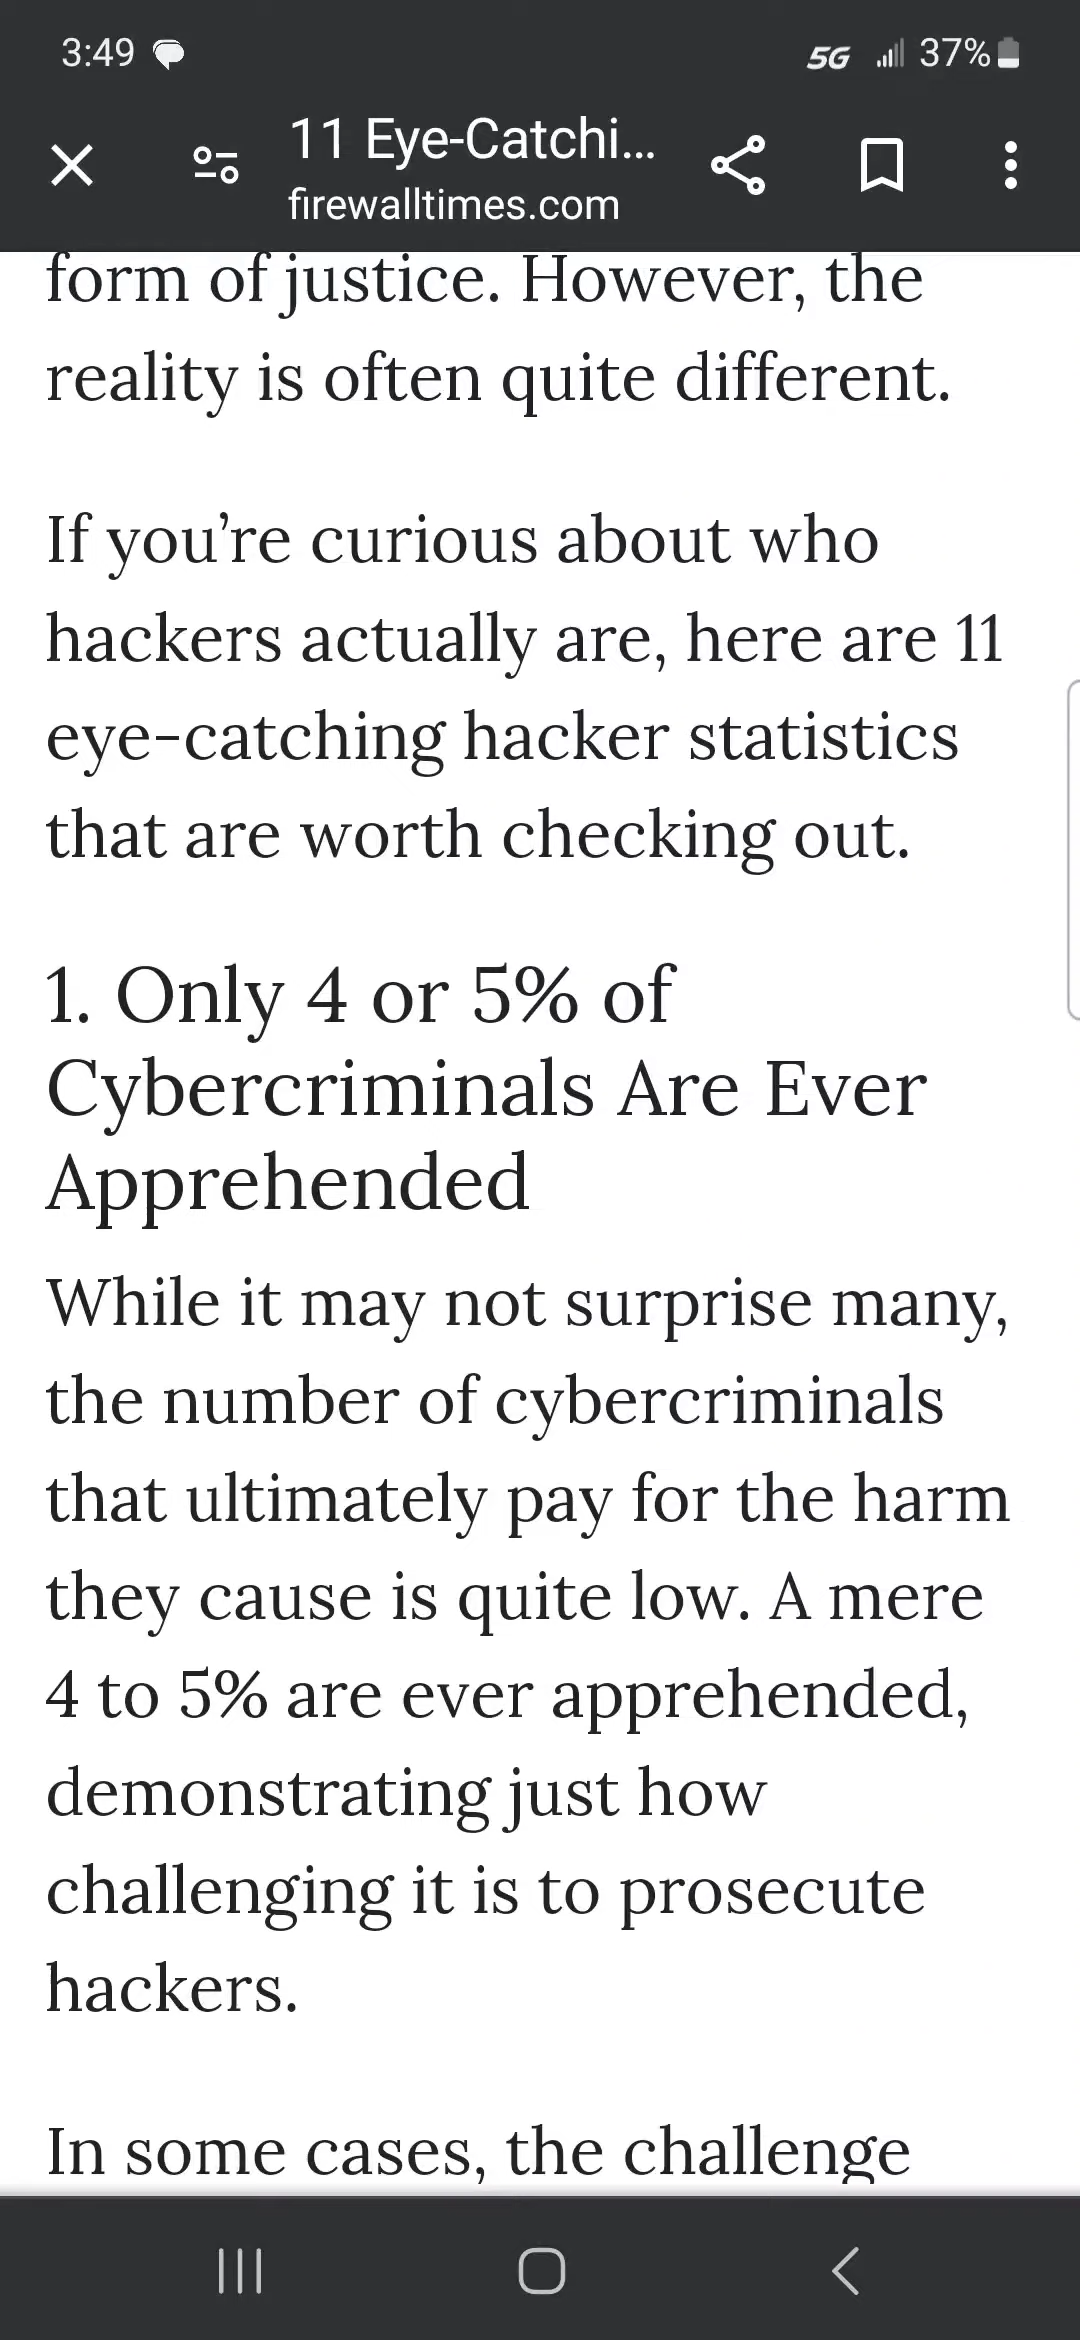 3:49
5G 37%
11 Eye-Catchi...
firewalltimes.com
form of justice. However, the
reality is often quite different.
If you’re curious about who
hackers actually are, here are 11
eye-catching hacker statistics
that are worth checking out.
1. Only 4 or 5% of
Cybercriminals Are Ever
Apprehended
While it may not surprise many,
the number of cybercriminals
that ultimately pay for the harm
they cause is quite low. A mere
4 to 5% are ever apprehended,
demonstrating just how
challenging it is to prosecute
hackers.
In some cases, the challenge